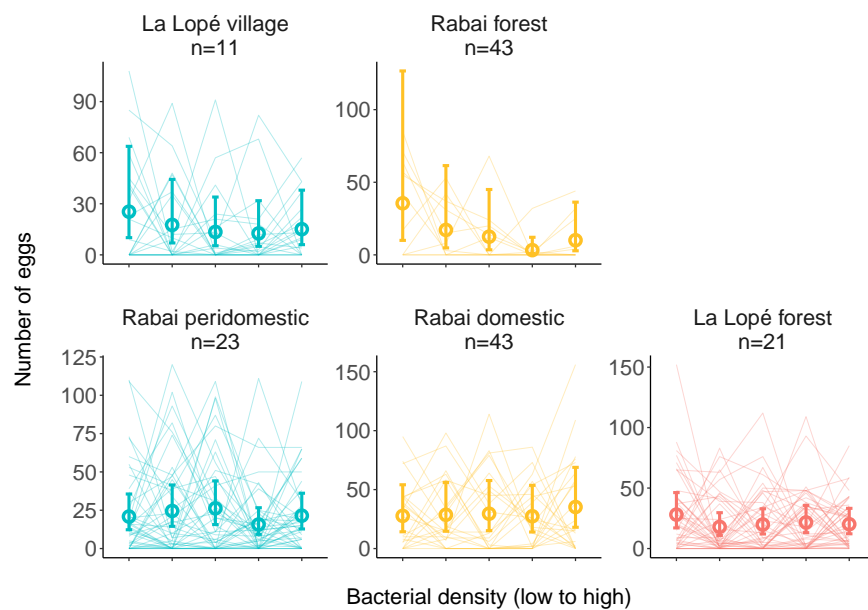 La Lopé village
n=11
Rabai forest
n=43
90
60
30
0
100
50
0
Number of eggs
Rabai peridomestic
n=23
Rabai domestic
n=43
La Lopé forest
n=21
125
100
75
50
25
0
150
100
50
0
150
100
50
0
Bacterial density (low to high)